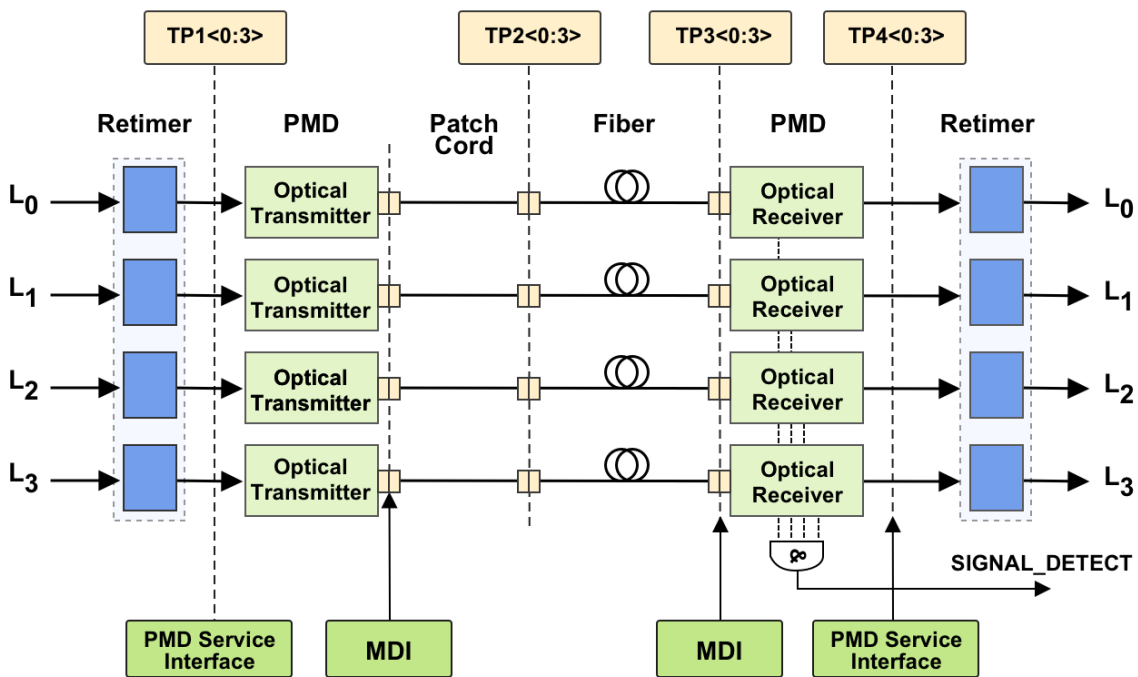 TP1<0:3>
TP2<0:3>
TP3<0:3>
TP4<0:3>
Retimer
PMD
Patch
Cord
Fiber
PMD
Retimer
L0
Optical
Transmitter
Optical
Receiver
L0
L1
Optical
Transmitter
Optical
Receiver
L1
L2
Optical
Transmitter
Optical
Receiver
L2
L3
Optical
Transmitter
Optical
Receiver
L3
&
SIGNAL_DETECT
PMD Service
Interface
MDI
MDI
PMD Service
Interface